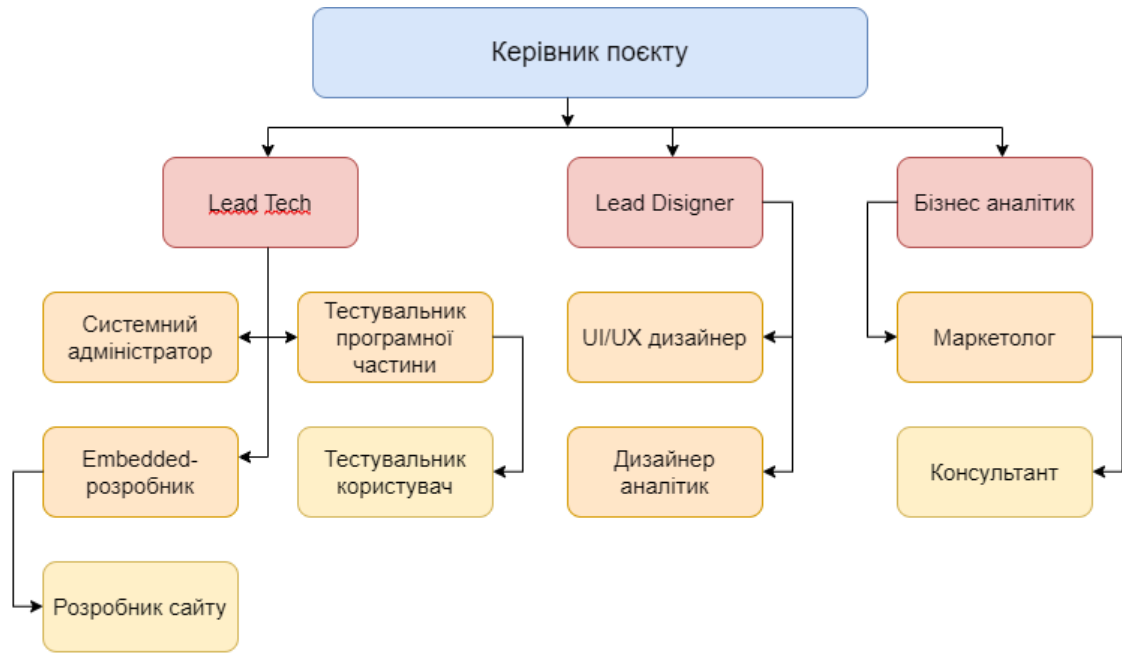 Керівник поєкту
Lead Tech
Lead Disigner
Бізнес аналітик
Системний
адміністратор
Тестувальник
програмної
частини
UI/UX дизайнер
Маркетолог
Embedded-
розробник
Тестувальник
користувач
Дизайнер
аналітик
Консультант
Розробник сайту